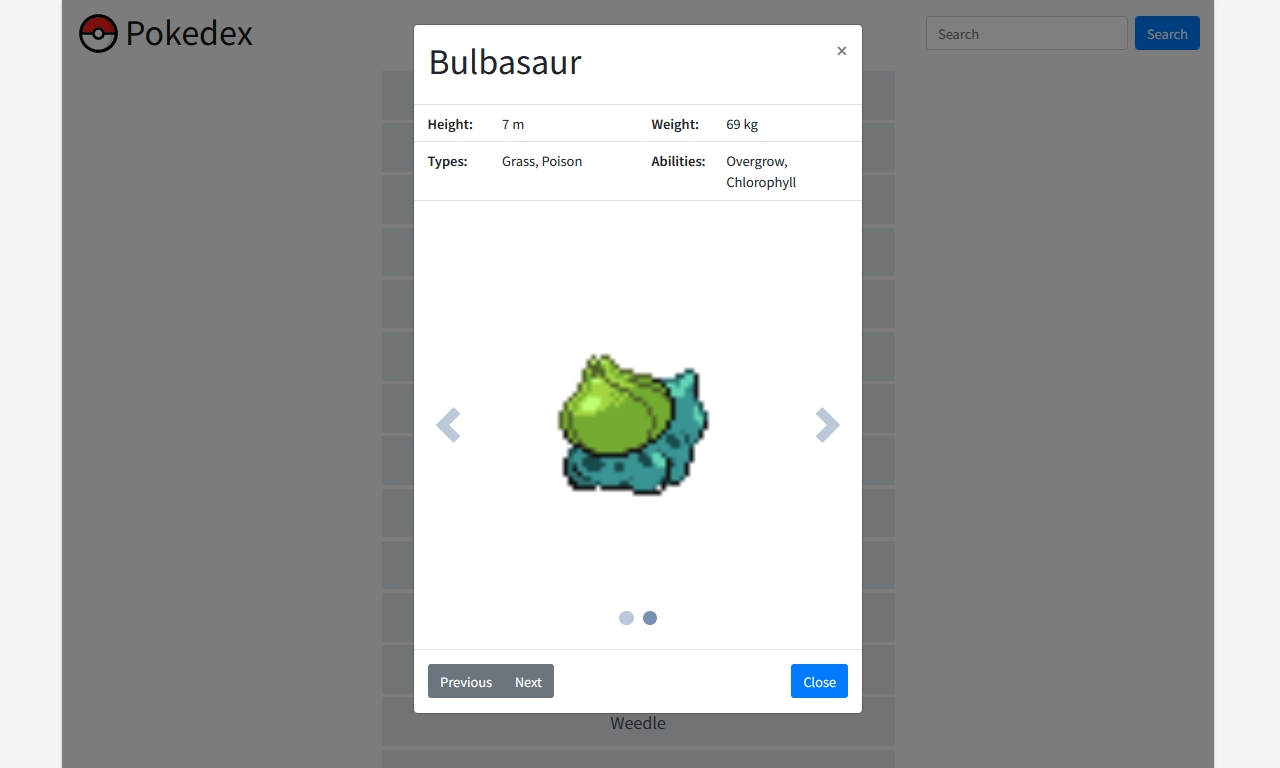 Pokedex
Search
Search
Bulbasaur
×
Height: 7 m Weight: 69 kg
Types: Grass, Poison Abilities: Overgrow,
Chlorophyll
Previous Next
Close
Weedle